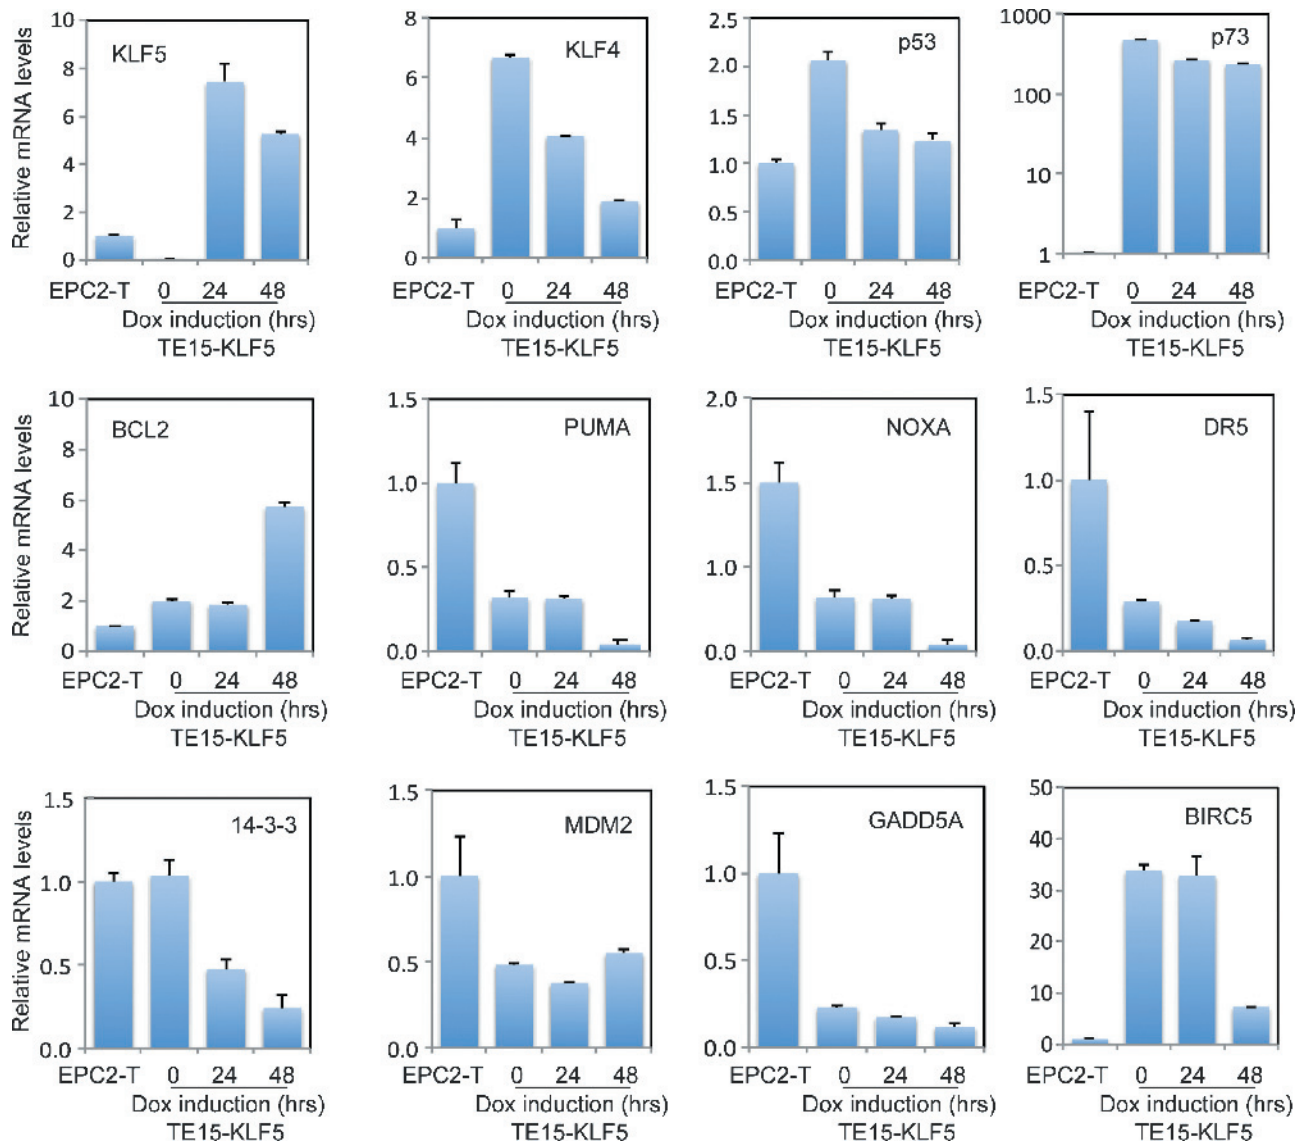 Relative mRNA levels
10
8
6
4
2
0
KLF5
EPC2-T 0 24 48
Dox induction (hrs)
TE15-KLF5
8
6
4
2
0
KLF4
EPC2-T 0 24 48
Dox induction (hrs)
TE15-KLF5
2.5
2.0
1.5
1.0
0.5
0.0
p53
EPC2-T 0 24 48
Dox induction (hrs)
TE15-KLF5
1000
100
10
1
p73
EPC2-T 0 24 48
Dox induction (hrs)
TE15-KLF5
Relative mRNA levels
10
8
6
4
2
0
BCL2
EPC2-T 0 24 48
Dox induction (hrs)
TE15-KLF5
1.5
1.0
0.5
0.0
PUMA
EPC2-T 0 24 48
Dox induction (hrs)
TE15-KLF5
2.0
1.5
1.0
0.0
NOXA
EPC2-T 0 24 48
Dox induction (hrs)
TE15-KLF5
1.5
1.0
0.5
0.0
DR5
EPC2-T 0 24 48
Dox induction (hrs)
TE15-KLF5
Relative mRNA levels
1.5
1.0
0.5
0.0
14-3-3
EPC2-T 0 24 48
Dox induction (hrs)
TE15-KLF5
1.5
1.0
0.5
0.0
MDM2
EPC2-T 0 24 48
Dox induction (hrs)
TE15-KLF5
1.5
1.0
0.5
0.0
GADD5A
EPC2-T 0 24 48
Dox induction (hrs)
TE15-KLF5
50
40
30
20
10
0
BIRC5
EPC2-T 0 24 48
Dox induction (hrs)
TE15-KLF5